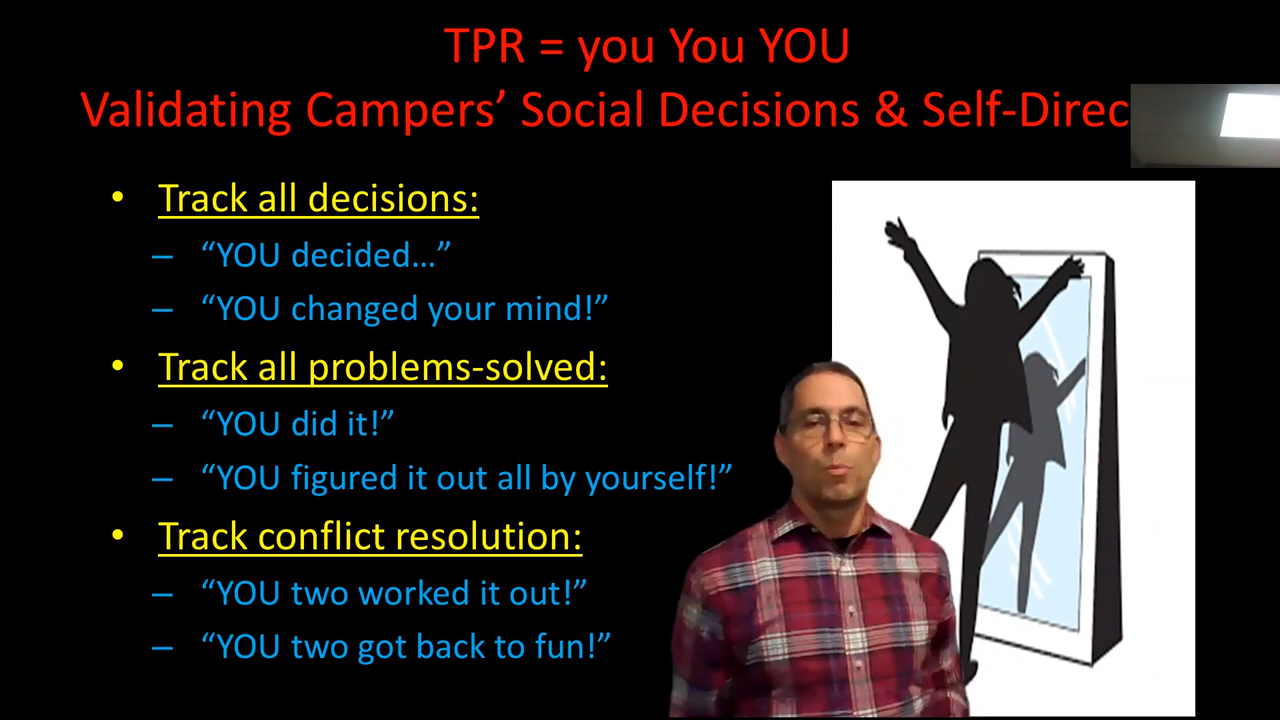 TPR = you You YOU
Validating Campers’ Social Decisions & Self-Direc
• Track all decisions:
– “YOU decided…”
– “YOU changed your mind!”
• Track all problems-solved:
– “YOU did it!”
– “YOU figured it out all by yourself!”
• Track conflict resolution:
– “YOU two worked it out!”
– “YOU two got back to fun!”